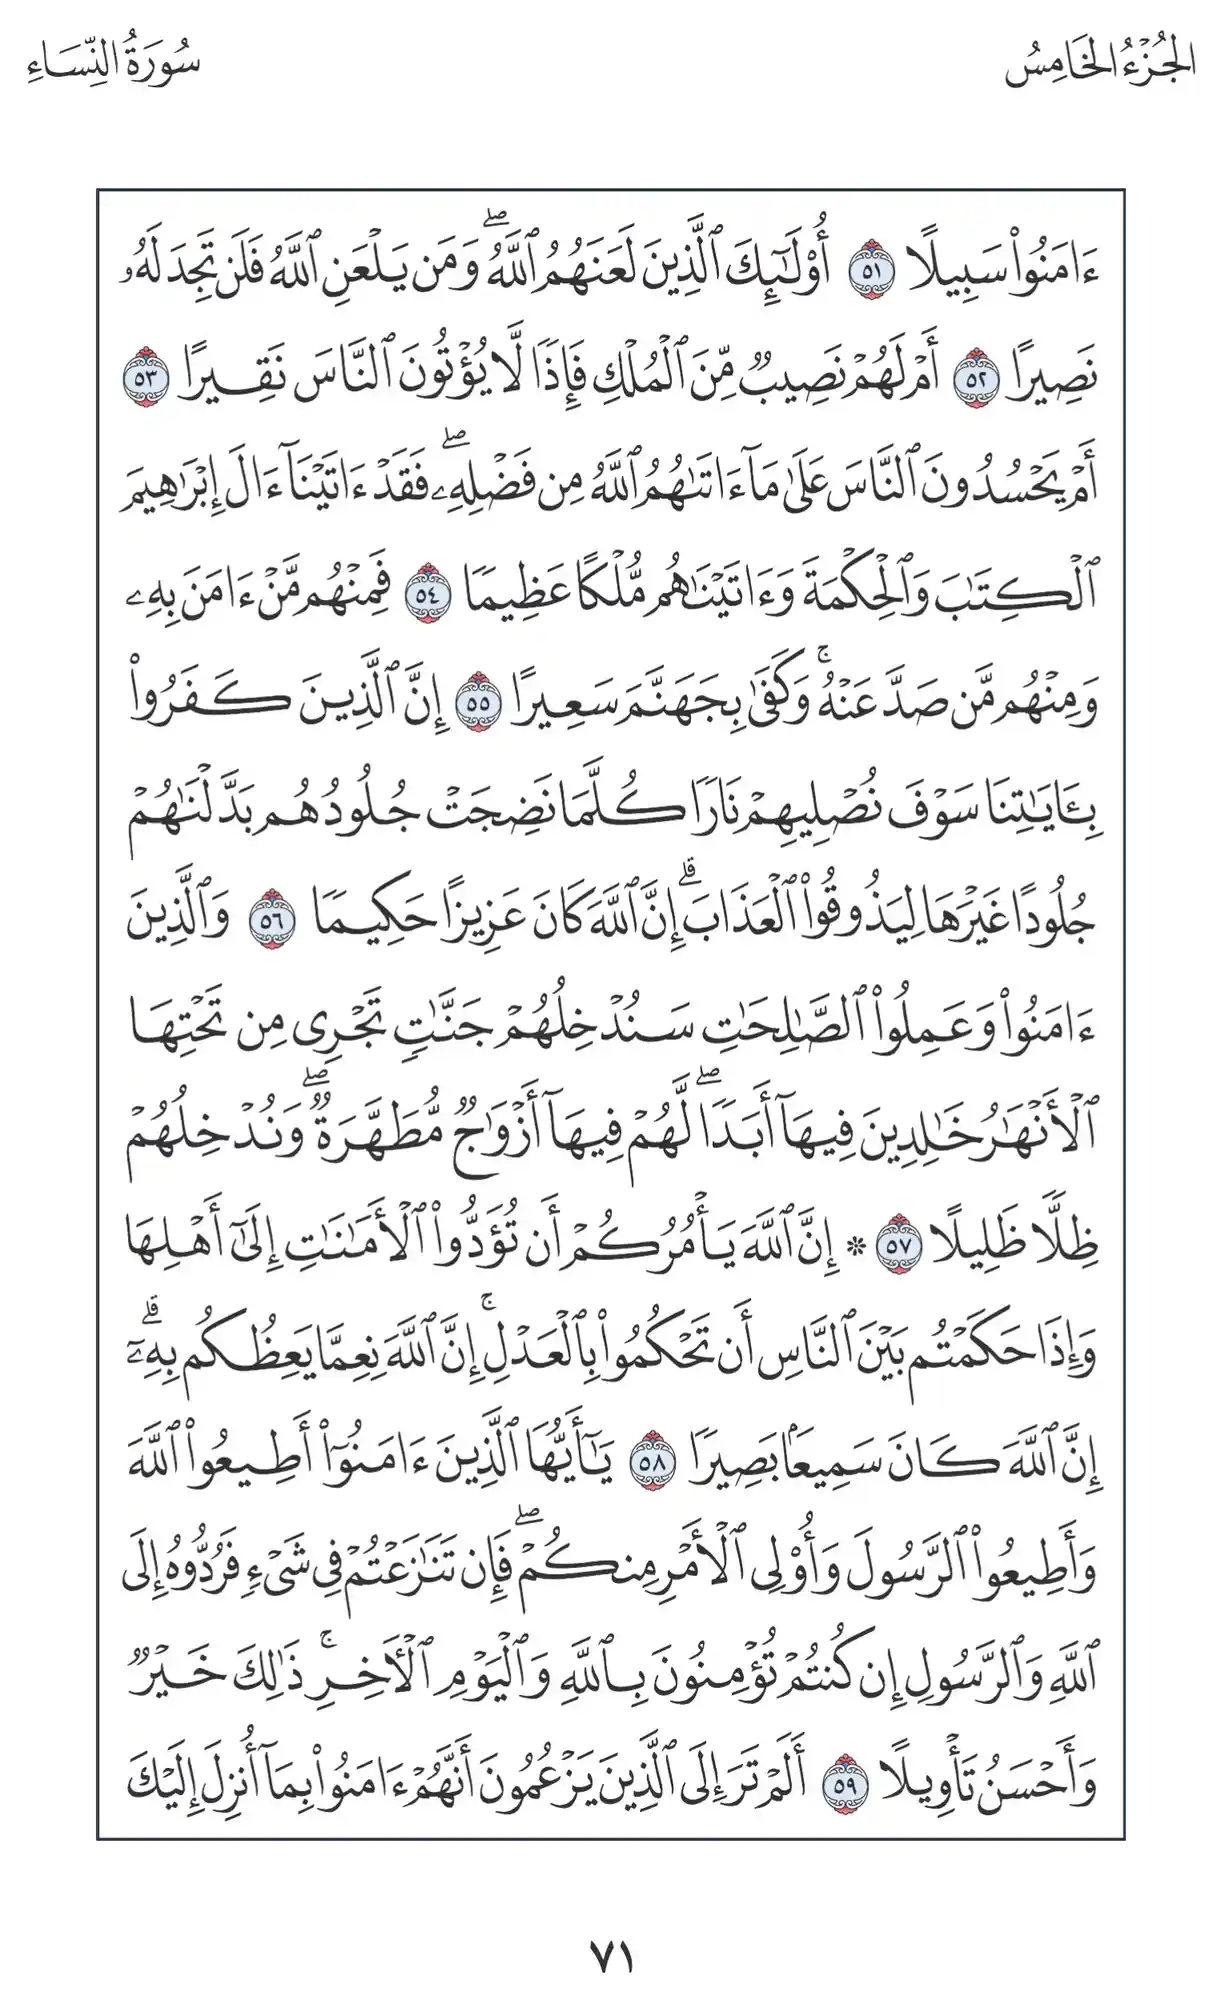 الجُزْءُ الخَامِسُ
سُورَةُ النِّسَاءِ
ءَامَنُواْ سَبِيلًا ٥١ أُوْلَٰٓئِكَ ٱلَّذِينَ لَعَنَهُمُ ٱللَّهُۖ وَمَن يَلْعَنِ ٱللَّهُ فَلَن تَجِدَ لَهُۥ
نَصِيرًا ٥٢ أَمْ لَهُمْ نَصِيبٌ مِّنَ ٱلْمُلْكِ فَإِذًا لَّا يُؤْتُونَ ٱلنَّاسَ نَقِيرًا ٥٣
أَمْ يَحْسُدُونَ ٱلنَّاسَ عَلَىٰ مَآ ءَاتَىٰهُمُ ٱللَّهُ مِن فَضْلِهِۦۖ فَقَدْ ءَاتَيْنَآ ءَالَ إِبْرَٰهِيمَ
ٱلْكِتَٰبَ وَٱلْحِكْمَةَ وَءَاتَيْنَٰهُم مُّلْكًا عَظِيمًا ٥٤ فَمِنْهُم مَّنْ ءَامَنَ بِهِۦ
وَمِنْهُم مَّن صَدَّ عَنْهُۚ وَكَفَىٰ بِجَهَنَّمَ سَعِيرًا ٥٥ إِنَّ ٱلَّذِينَ كَفَرُواْ
بِـَٔايَٰتِنَا سَوْفَ نُصْلِيهِمْ نَارًا كُلَّمَا نَضِجَتْ جُلُودُهُم بَدَّلْنَٰهُمْ
جُلُودًا غَيْرَهَا لِيَذُوقُواْ ٱلْعَذَابَۗ إِنَّ ٱللَّهَ كَانَ عَزِيزًا حَكِيمًا ٥٦ وَٱلَّذِينَ
ءَامَنُواْ وَعَمِلُواْ ٱلصَّٰلِحَٰتِ سَنُدْخِلُهُمْ جَنَّٰتٍ تَجْرِى مِن تَحْتِهَا
ٱلْأَنْهَٰرُ خَٰلِدِينَ فِيهَآ أَبَدًاۖ لَّهُمْ فِيهَآ أَزْوَٰجٌ مُّطَهَّرَةٌۖ وَنُدْخِلُهُمْ
ظِلًّا ظَلِيلًا ٥٧ ۞ إِنَّ ٱللَّهَ يَأْمُرُكُمْ أَن تُؤَدُّواْ ٱلْأَمَٰنَٰتِ إِلَىٰٓ أَهْلِهَا
وَإِذَا حَكَمْتُم بَيْنَ ٱلنَّاسِ أَن تَحْكُمُواْ بِٱلْعَدْلِۚ إِنَّ ٱللَّهَ نِعِمَّا يَعِظُكُم بِهِۦٓۗ
إِنَّ ٱللَّهَ كَانَ سَمِيعًۢا بَصِيرًا ٥٨ يَٰٓأَيُّهَا ٱلَّذِينَ ءَامَنُوٓاْ أَطِيعُواْ ٱللَّهَ
وَأَطِيعُواْ ٱلرَّسُولَ وَأُوْلِى ٱلْأَمْرِ مِنكُمْۖ فَإِن تَنَٰزَعْتُمْ فِى شَىْءٍ فَرُدُّوهُ إِلَى
ٱللَّهِ وَٱلرَّسُولِ إِن كُنتُمْ تُؤْمِنُونَ بِٱللَّهِ وَٱلْيَوْمِ ٱلْأَخِرِۚ ذَٰلِكَ خَيْرٌ
وَأَحْسَنُ تَأْوِيلًا ٥٩ أَلَمْ تَرَ إِلَى ٱلَّذِينَ يَزْعُمُونَ أَنَّهُمْ ءَامَنُواْ بِمَآ أُنزِلَ إِلَيْكَ
٧١